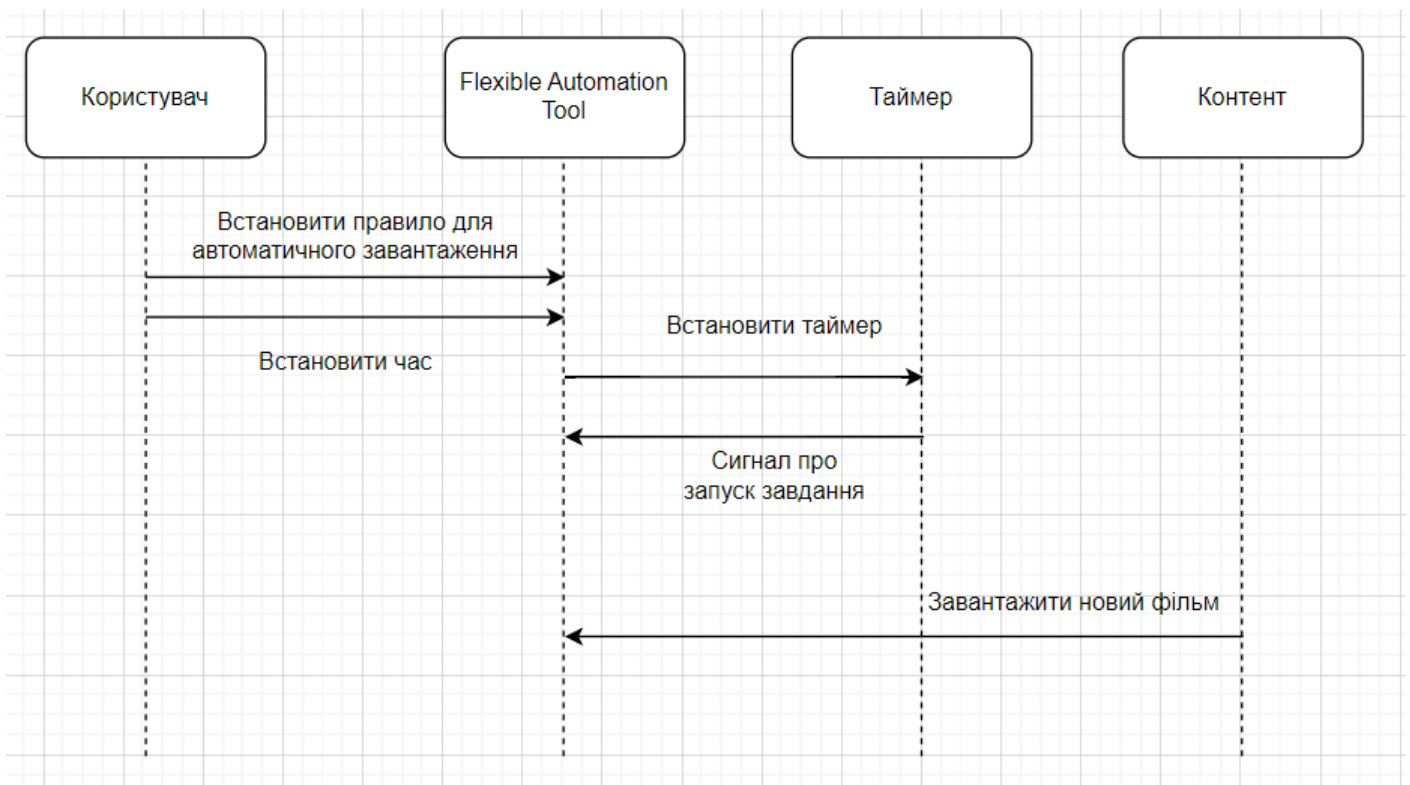 Користувач
Flexible Automation
Tool
Таймер
Контент
Встановити правило для
автоматичного завантаження
Встановити час
Встановити таймер
Сигнал про
запуск завдання
Завантажити новий фільм